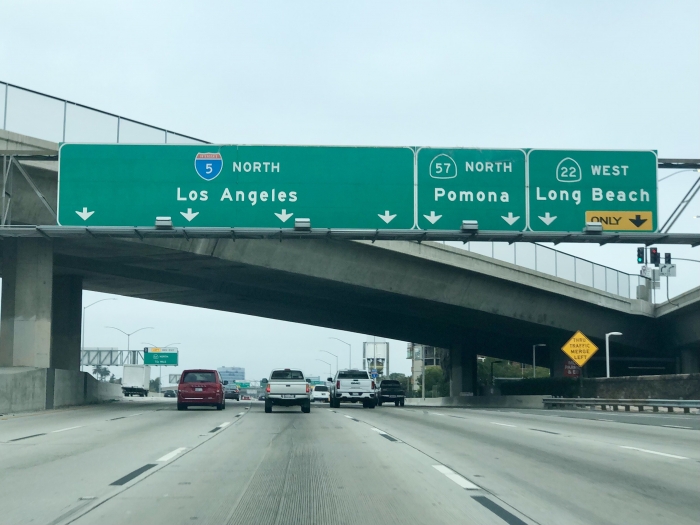 INTERSTATE
5 NORTH
Los Angeles
57 NORTH
Pomona
22 WEST
Long Beach
ONLY
THRU
TRAFFIC
MERGE
LEFT